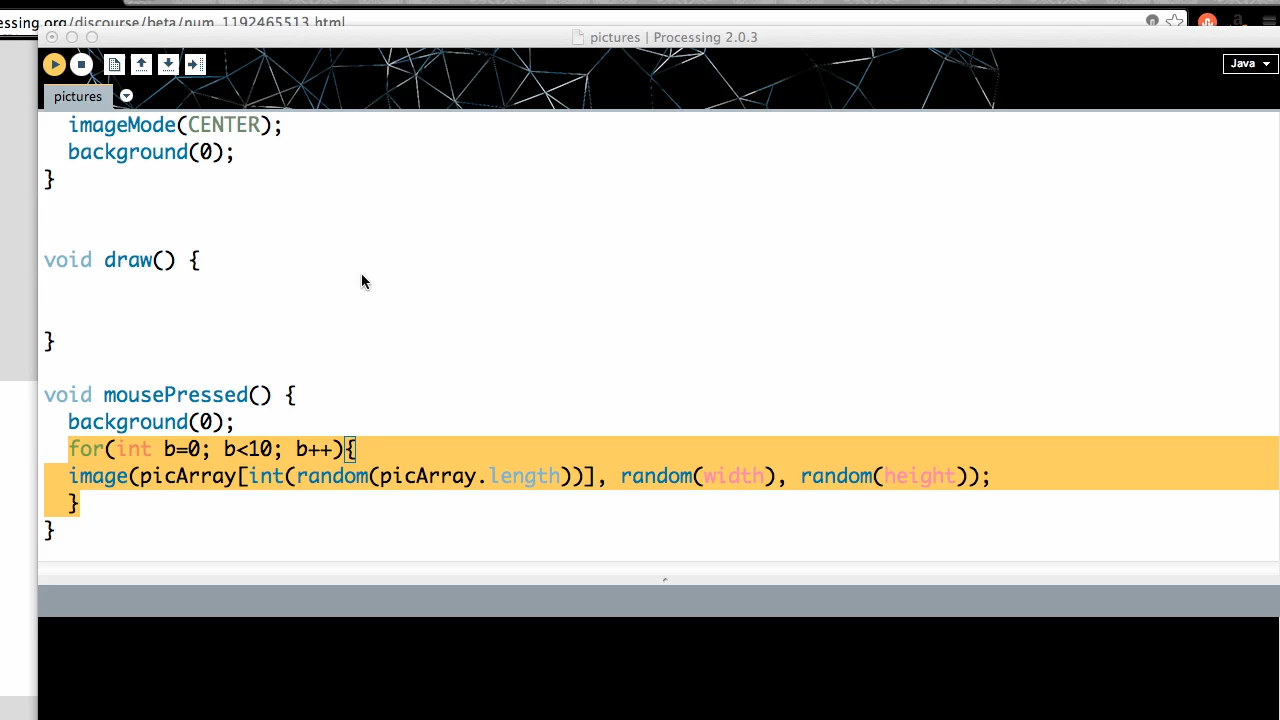 essing.org/discourse/beta/num_1192465513.html
pictures | Processing 2.0.3
Java
pictures
imageMode(CENTER);
background(0);
}
void draw() {
}
void mousePressed() {
background(0);
for(int b=0; b<10; b++){
image(picArray[int(random(picArray.length))], random(width), random(height));
}
}